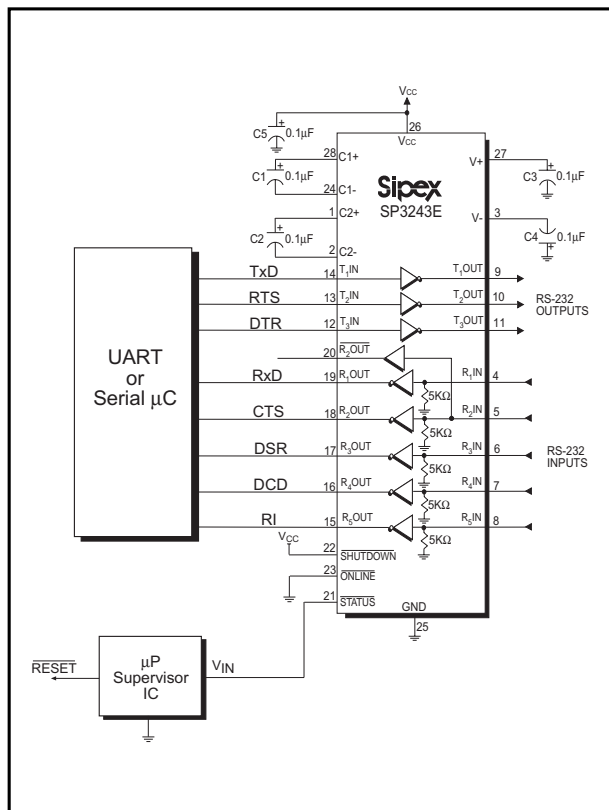 VCC
C5 + 0.1μF
26
VCC
28 C1+
C1 + 0.1μF
24 C1-
1 C2+
C2 + 0.1μF
2 C2-
Sipex
SP3243E
V+ 27
C3 + 0.1μF
V- 3
C4 0.1μF +
TxD 14 T1IN T1OUT 9
RTS 13 T2IN T2OUT 10
DTR 12 T3IN T3OUT 11
RS-232
OUTPUTS
20 R2OUT
UART
or
Serial μC
RxD 19 R1OUT R1IN 4
5KΩ
CTS 18 R2OUT R2IN 5
5KΩ
DSR 17 R3OUT R3IN 6
5KΩ
DCD 16 R4OUT R4IN 7
5KΩ
RI 15 R5OUT R5IN 8
5KΩ
RS-232
INPUTS
VCC
22 SHUTDOWN
23 ONLINE
21 STATUS
GND
25
RESET
μP
Supervisor
IC
VIN